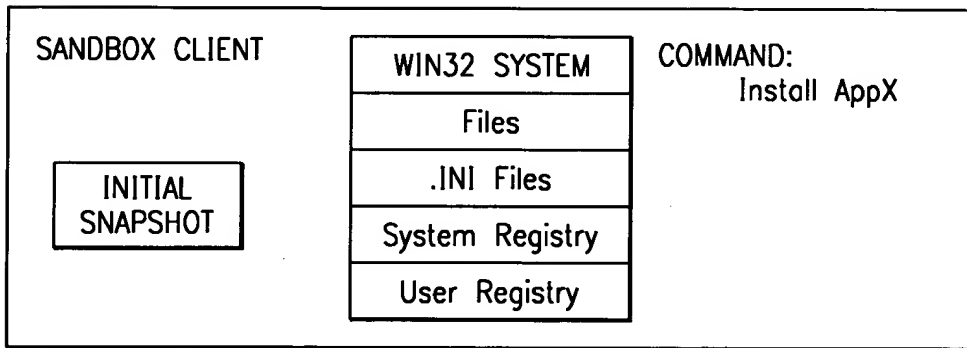 SANDBOX CLIENT
INITIAL
SNAPSHOT
WIN32 SYSTEM
Files
.INI Files
System Registry
User Registry
COMMAND:
Install AppX